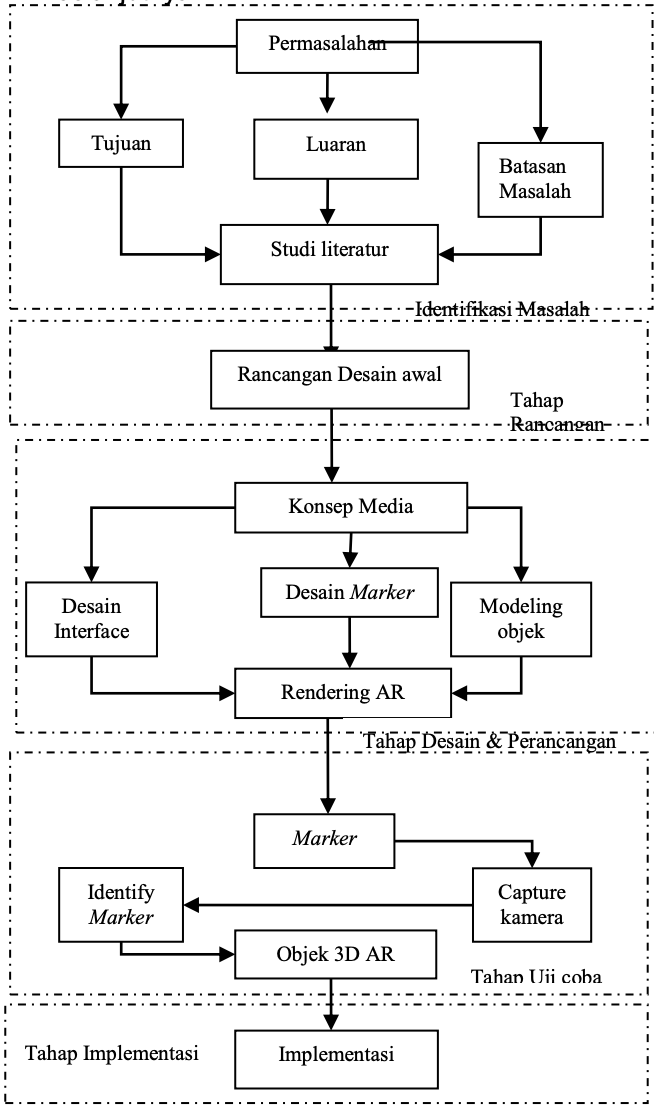 Permasalahan
Tujuan
Luaran
Batasan
Masalah
Studi literatur
Identifikasi Masalah
Rancangan Desain awal
Tahap
Rancangan
Konsep Media
Desain
Interface
Desain Marker
Modeling
objek
Rendering AR
Tahap Desain & Perancangan
Marker
Identify
Marker
Capture
kamera
Objek 3D AR
Tahap Uji coba
Tahap Implementasi
Implementasi